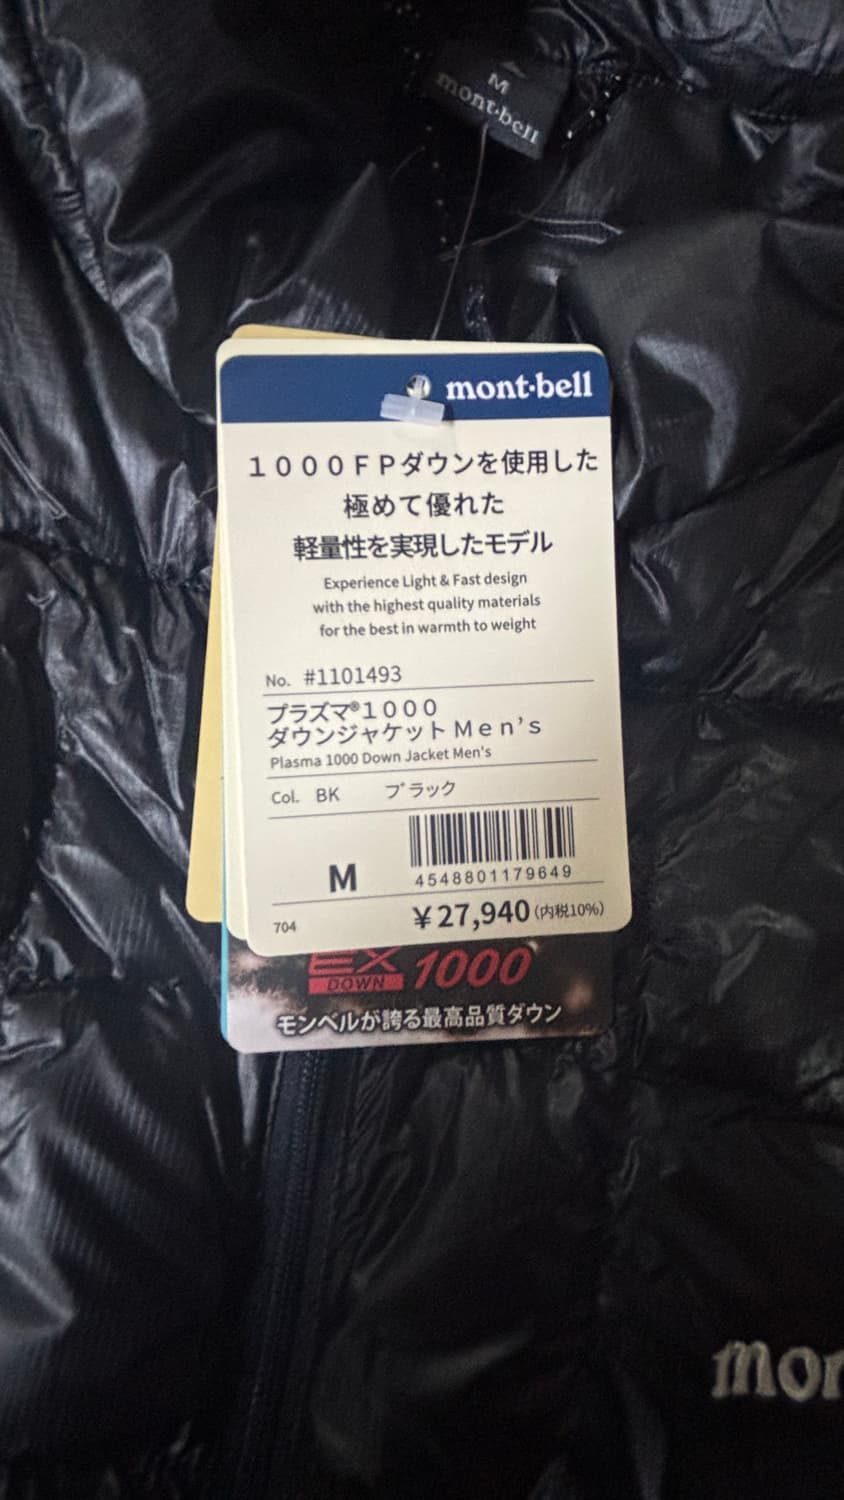 M
mont-bell
mont-bell
１０００ＦＰダウンを使用した
極めて優れた
軽量性を実現したモデル
Experience Light & Fast design
with the highest quality materials
for the best in warmth to weight
No. #1101493
プラズマ®１０００
ダウンジャケットＭｅｎ’ｓ
Plasma 1000 Down Jacket Men's
Col. BK ブラック
M
4548801179649
704 ￥27,940(内税10%)
EX
DOWN 1000
モンベルが誇る最高品質ダウン
mon